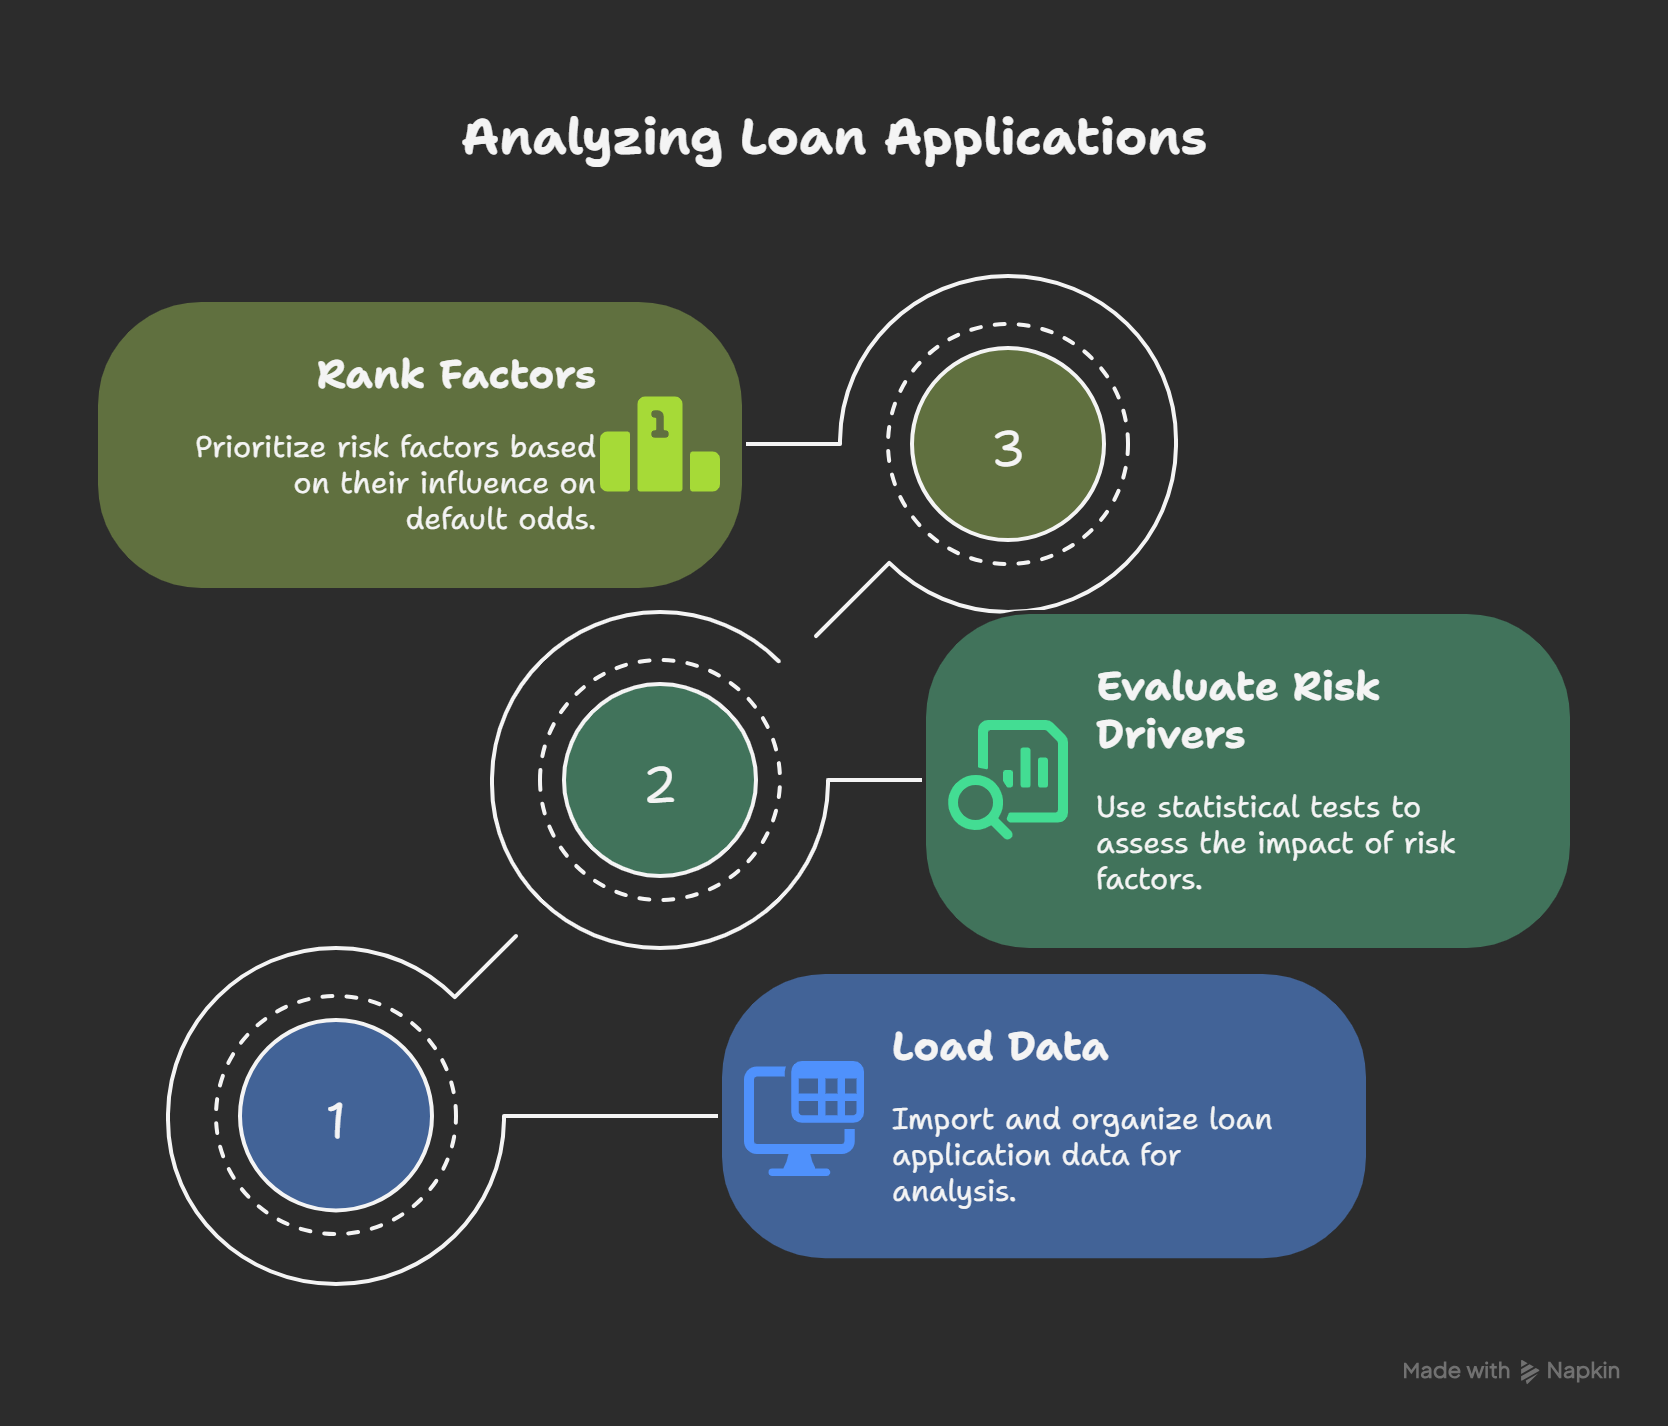 Analyzing Loan Applications
Rank Factors
1
Prioritize risk factors based
on their influence on
default odds.
3
Evaluate Risk
Drivers
Use statistical tests to
assess the impact of risk
factors.
2
Load Data
Import and organize loan
application data for
analysis.
1
Made with Napkin